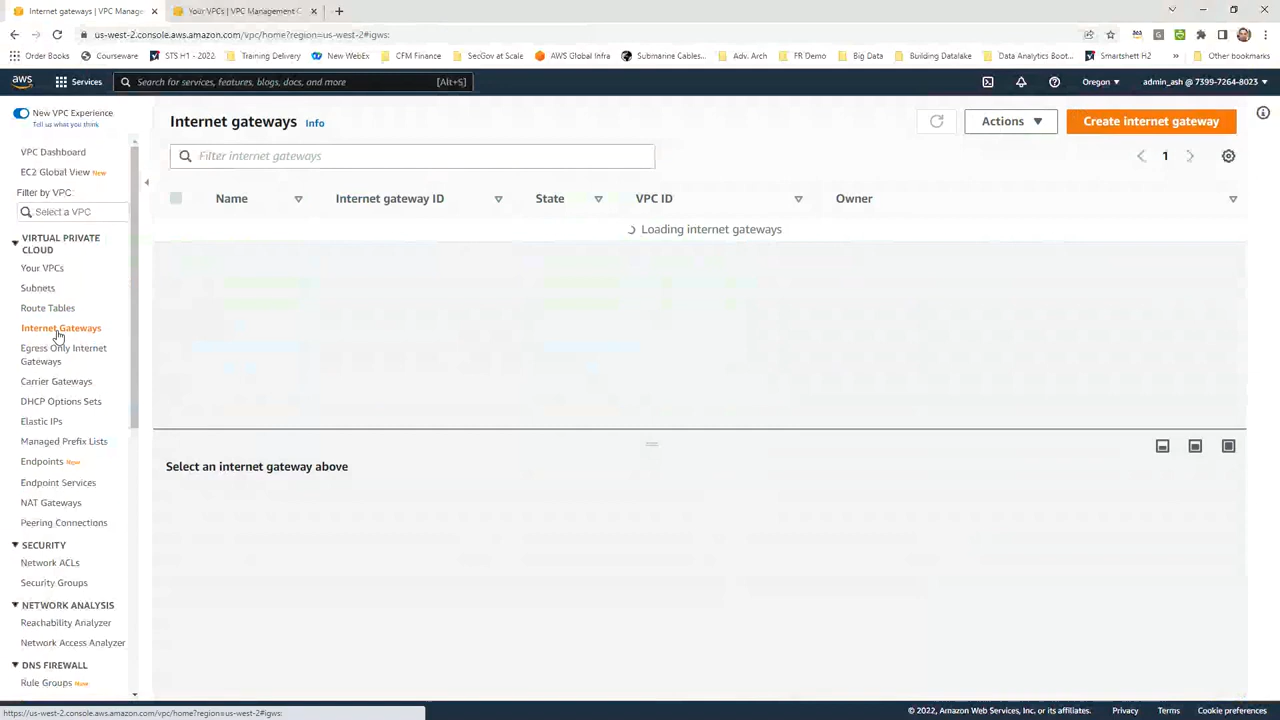 Internet gateways | VPC Manage
Your VPCs | VPC Management C
us-west-2.console.aws.amazon.com/vpc/home?region=us-west-2#igws:
Order Books
Courseware
STS H1 - 2022
Training Delivery
New WebEx
CFM Finance
SecGov at Scale
AWS Global Infra
Submarine Cables...
Adv. Arch
FR Demo
Big Data
Building Datalake
Data Analytics Boot...
Smartshett H2
»
Other bookmarks
aws
Services
Search for services, features, blogs, docs, and more
[Alt+S]
Oregon
admin_ash @ 7399-7264-8023
New VPC Experience
Tell us what you think
VPC Dashboard
EC2 Global View New
Filter by VPC:
Select a VPC
VIRTUAL PRIVATE
CLOUD
Your VPCs
Subnets
Route Tables
Internet Gateways
Egress Only Internet
Gateways
Carrier Gateways
DHCP Options Sets
Elastic IPs
Managed Prefix Lists
Endpoints New
Endpoint Services
NAT Gateways
Peering Connections
SECURITY
Network ACLs
Security Groups
NETWORK ANALYSIS
Reachability Analyzer
Network Access Analyzer
DNS FIREWALL
Rule Groups New
Internet gateways Info
Actions
Create internet gateway
Filter internet gateways
1
Name
Internet gateway ID
State
VPC ID
Owner
Loading internet gateways
Select an internet gateway above
https://us-west-2.console.aws.amazon.com/vpc/home?region=us-west-2#igws:
© 2022, Amazon Web Services, Inc. or its affiliates.
Privacy
Terms
Cookie preferences